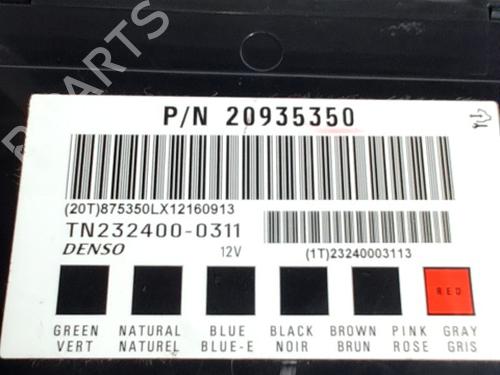 PARTS
P/N 20935350
(20T)875350LX12160913
TN232400-0311
DENSO 12V
(1T)23240003113
RED
GREEN NATURAL BLUE BLACK BROWN PINK GRAY
VERT NATUREL BLUE-E NOIR BRUN ROSE GRIS